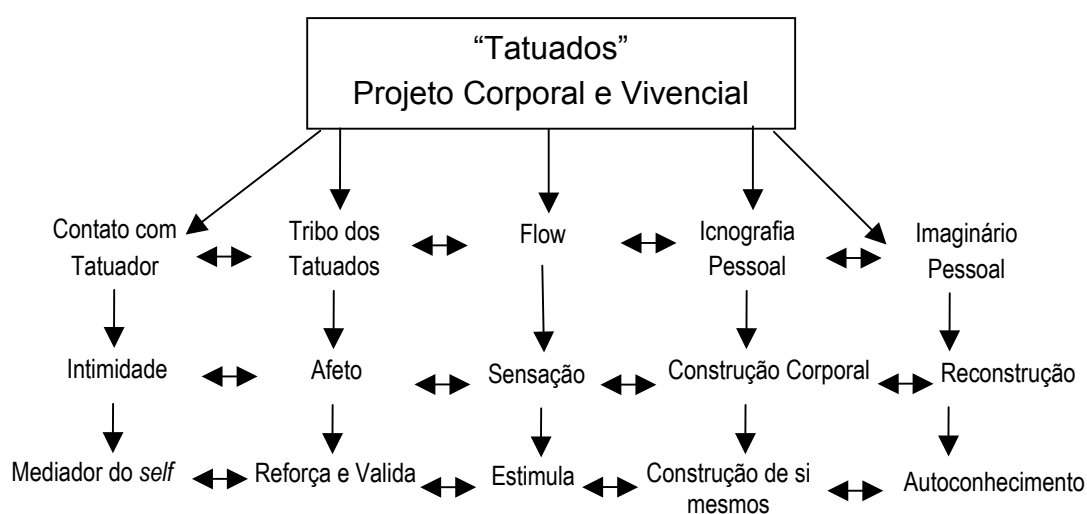 “Tatuados”
Projeto Corporal e Vivencial
Contato com
Tatuador
Tribo dos
Tatuados
Flow
Icnografia
Pessoal
Imaginário
Pessoal
Intimidade
Afeto
Sensação
Construção Corporal
Reconstrução
Mediador do self
Reforça e Valida
Estimula
Construção de si
mesmos
Autoconhecimento